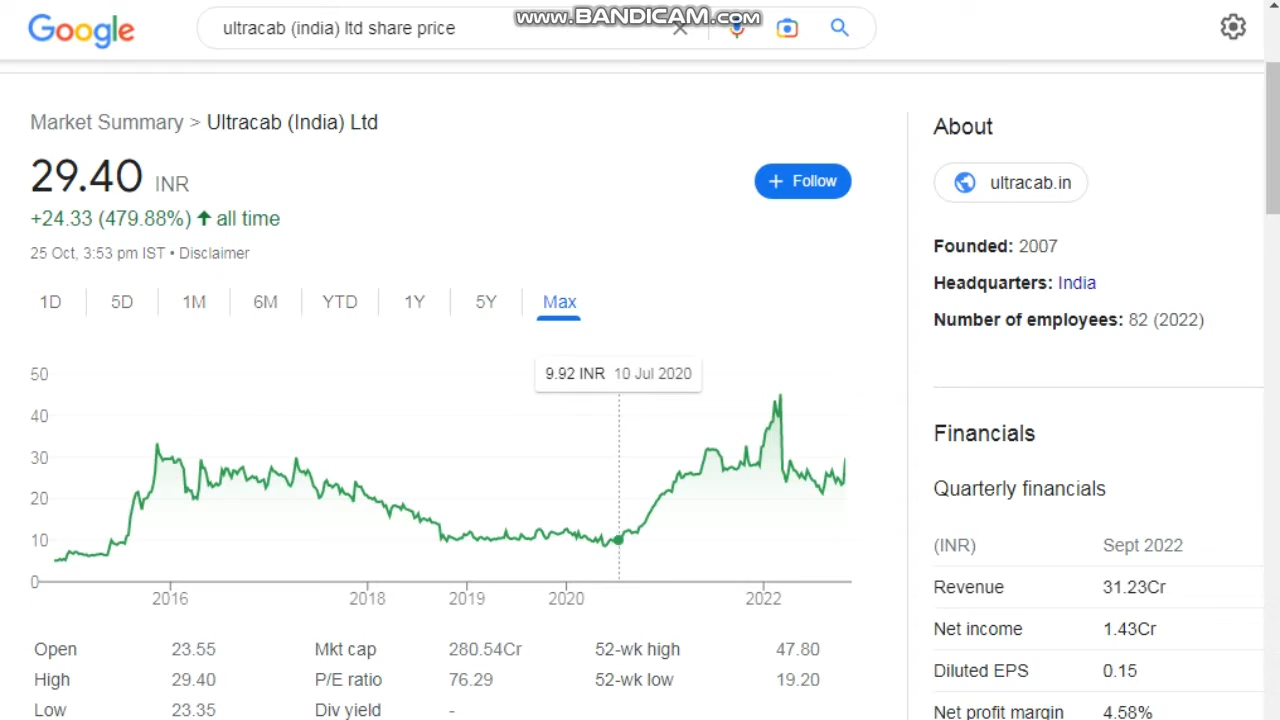 www.BANDICAM.com
Google
ultracab (india) ltd share price
Market Summary > Ultracab (India) Ltd
29.40 INR
+ Follow
+24.33 (479.88%) ↑ all time
25 Oct, 3:53 pm IST • Disclaimer
1D 5D 1M 6M YTD 1Y 5Y Max
9.92 INR 10 Jul 2020
50
40
30
20
10
0
2016 2018 2019 2020 2022
Open 23.55 Mkt cap 280.54Cr 52-wk high 47.80
High 29.40 P/E ratio 76.29 52-wk low 19.20
Low 23.35 Div yield -
About
ultracab.in
Founded: 2007
Headquarters: India
Number of employees: 82 (2022)
Financials
Quarterly financials
(INR) Sept 2022
Revenue 31.23Cr
Net income 1.43Cr
Diluted EPS 0.15
Net profit margin 4.58%